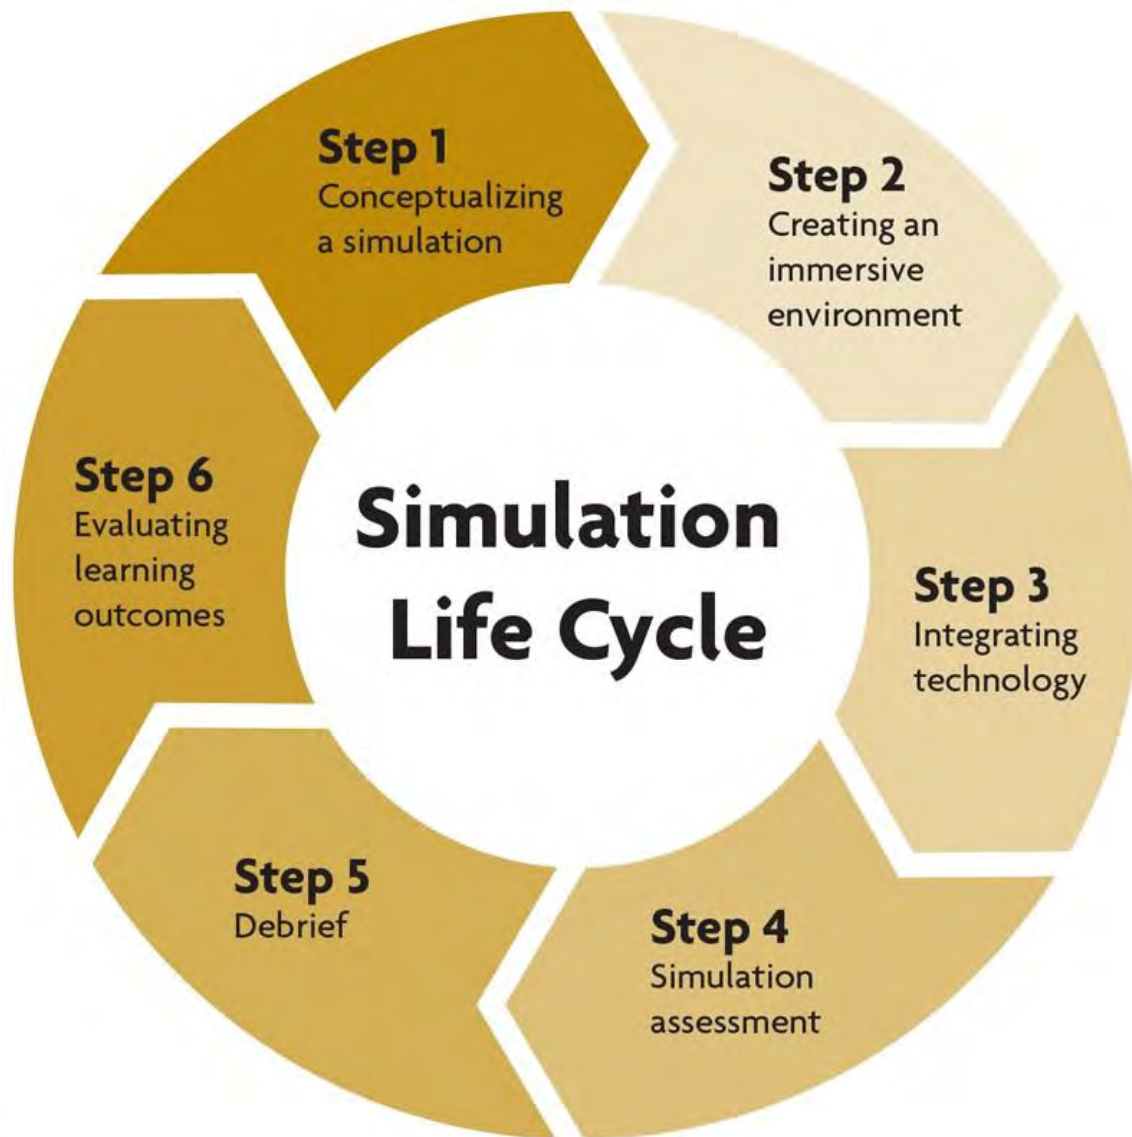 Step 1
Conceptualizing
a simulation
Step 2
Creating an
immersive
environment
Step 3
Integrating
technology
Step 4
Simulation
assessment
Step 5
Debrief
Step 6
Evaluating
learning
outcomes
Simulation
Life Cycle